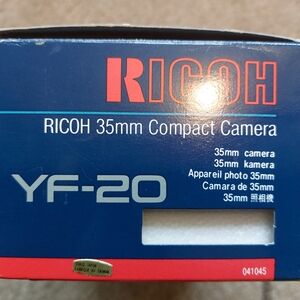 RICOH
RICOH 35mm Compact Camera
35mm camera
35mm kamera
Appareil photo 35mm
Camara de 35mm
35mm 照相機
YF-20
041045